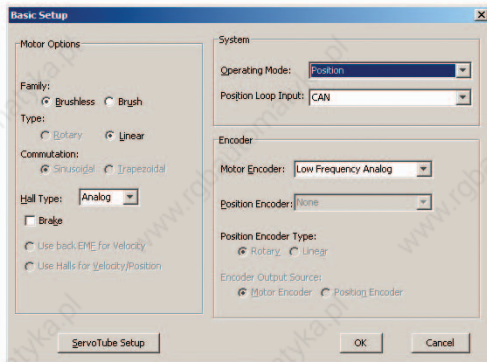 Basic Setup
Motor Options
Family:
Brushless Brush
Type:
Rotary Linear
Commutation:
Sinusoidal Trapezoidal
Hall Type: Analog
Brake
Use back EMF for Velocity
Use Halls for Velocity/Position
ServoTube Setup
System
Operating Mode: Position
Position Loop Input: CAN
Encoder
Motor Encoder: Low Frequency Analog
Position Encoder: None
Position Encoder Type:
Rotary Linear
Encoder Output Source:
Motor Encoder Position Encoder
OK Cancel
www.rgbautomatyka.pl